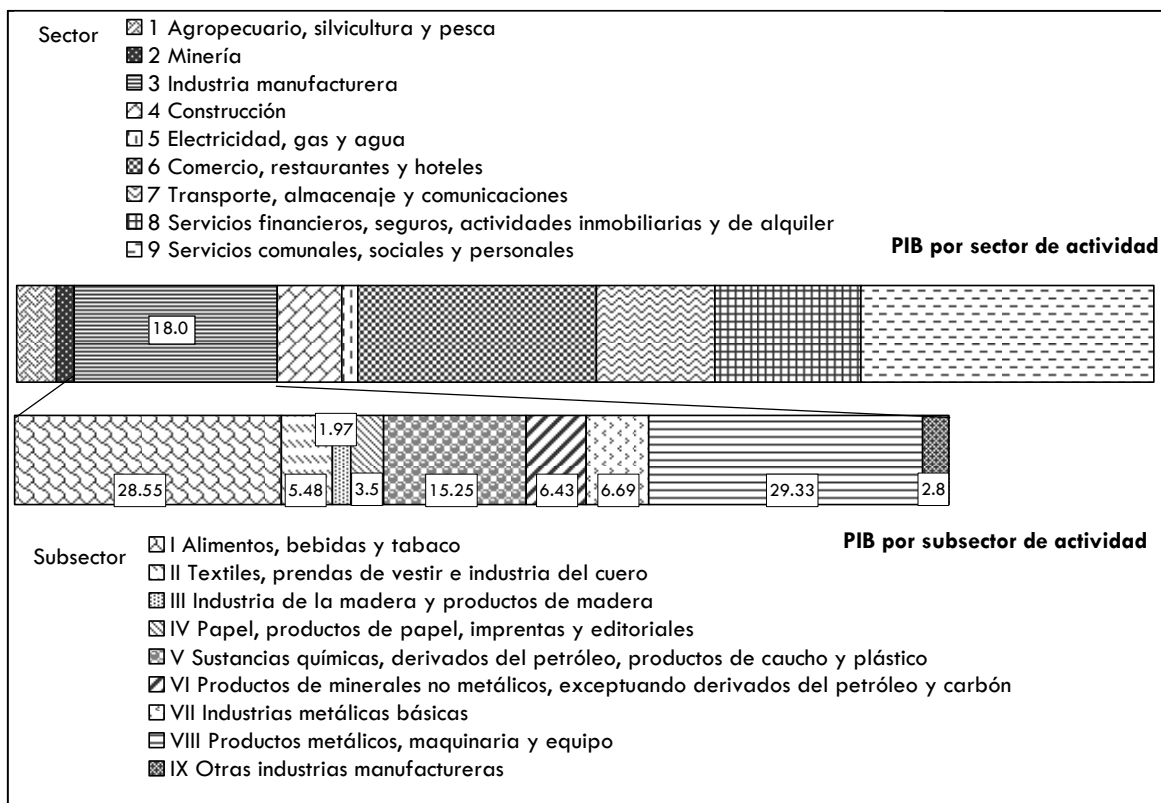 Sector
1 Agropecuario, silvicultura y pesca
2 Minería
3 Industria manufacturera
4 Construcción
5 Electricidad, gas y agua
6 Comercio, restaurantes y hoteles
7 Transporte, almacenaje y comunicaciones
8 Servicios financieros, seguros, actividades inmobiliarias y de alquiler
9 Servicios comunales, sociales y personales
PIB por sector de actividad
18.0
1.97
28.55 5.48 3.5 15.25 6.43 6.69 29.33 2.8
PIB por subsector de actividad
Subsector
I Alimentos, bebidas y tabaco
II Textiles, prendas de vestir e industria del cuero
III Industria de la madera y productos de madera
IV Papel, productos de papel, imprentas y editoriales
V Sustancias químicas, derivados del petróleo, productos de caucho y plástico
VI Productos de minerales no metálicos, exceptuando derivados del petróleo y carbón
VII Industrias metálicas básicas
VIII Productos metálicos, maquinaria y equipo
IX Otras industrias manufactureras